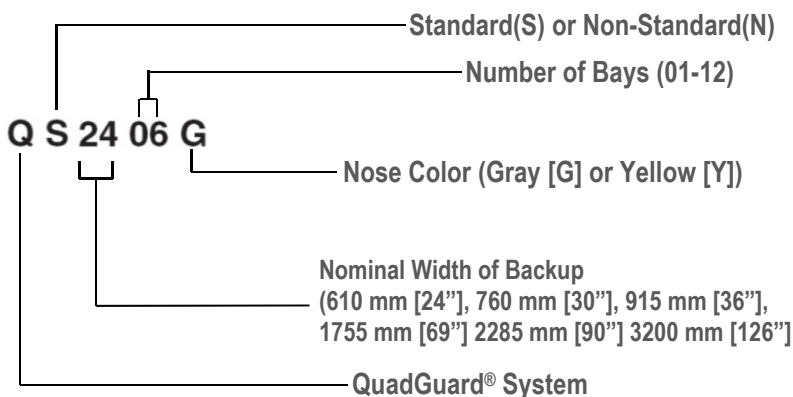 Standard(S) or Non-Standard(N)
Number of Bays (01-12)
Q S 24 06 G
Nose Color (Gray [G] or Yellow [Y])
Nominal Width of Backup
(610 mm [24”], 760 mm [30”], 915 mm [36”],
1755 mm [69”] 2285 mm [90”] 3200 mm [126”]
QuadGuard® System